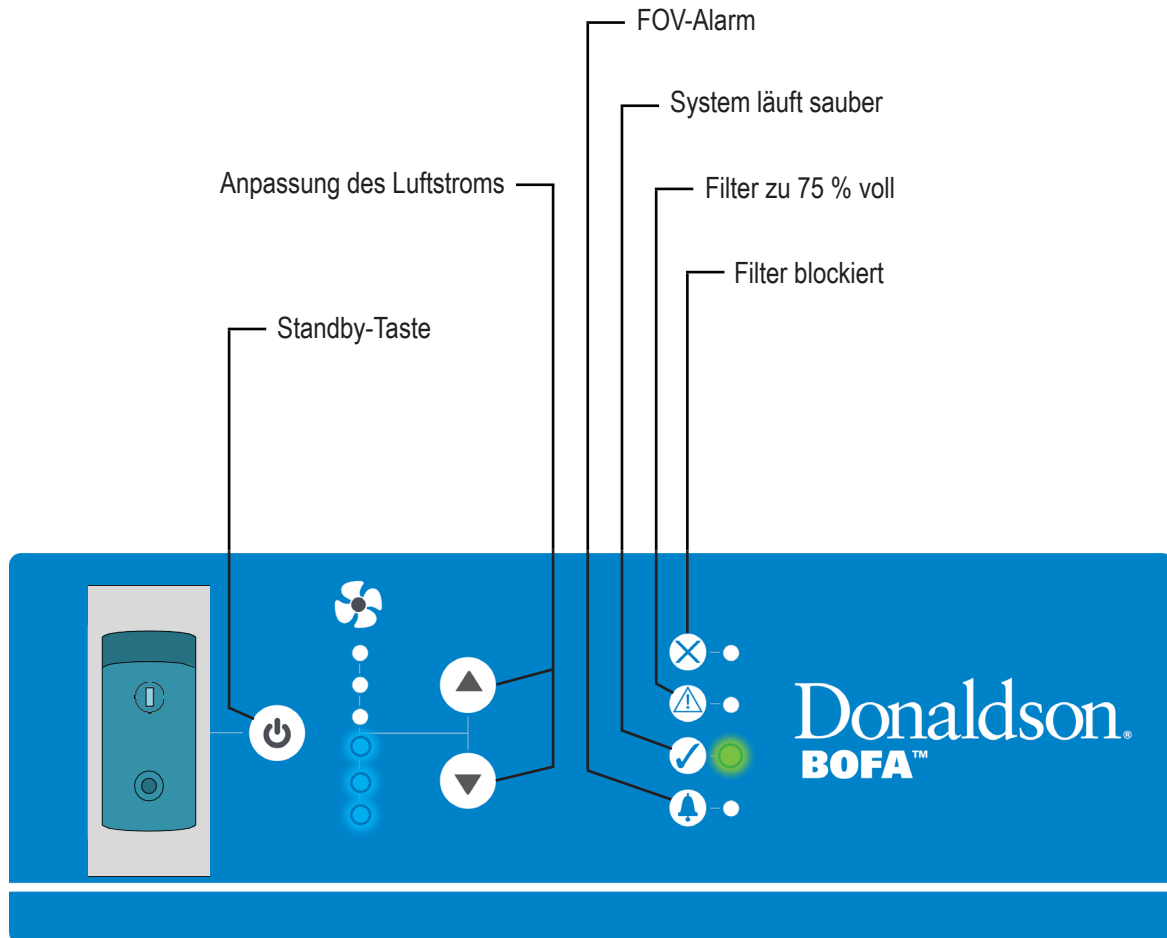 FOV-Alarm
System läuft sauber
Anpassung des Luftstroms
Filter zu 75 % voll
Filter blockiert
Standby-Taste
Donaldson®
BOFA™